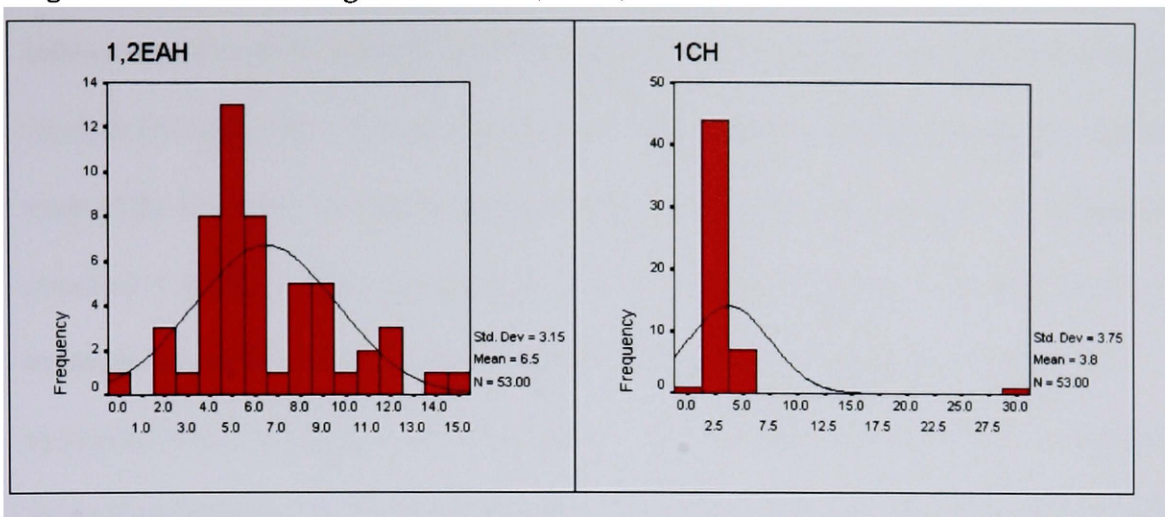 1,2EAH
14
12
10
8
6
4
2
0
Frequency
0.0 2.0 4.0 6.0 8.0 10.0 12.0 14.0
1.0 3.0 5.0 7.0 9.0 11.0 13.0 15.0
Std. Dev = 3.15
Mean = 6.5
N = 53.00
1CH
50
40
30
20
10
0
Frequency
0.0 5.0 10.0 15.0 20.0 25.0 30.0
2.5 7.5 12.5 17.5 22.5 27.5
Std. Dev = 3.75
Mean = 3.8
N = 53.00